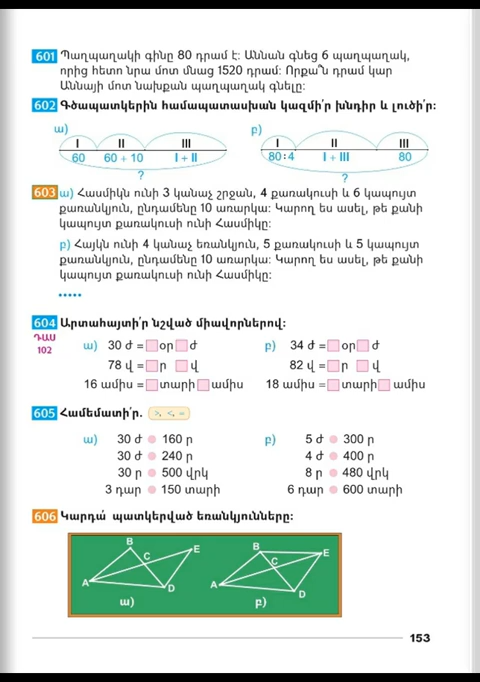 601 Պաղպաղակի գինը 80 դրամ է: Աննան գնեց 6 պաղպաղակ,
որից հետո նրա մոտ մնաց 1520 դրամ: Որքա՞ն դրամ կար
Աննայի մոտ նախքան պաղպաղակ գնելը:
602 Գծապատկերին համապատասխան կազմի՛ր խնդիր և լուծի՛ր:
ա)
I II III
60 60 + 10 I + II
?
բ)
I II III
80:4 I + III 80
?
603 ա) Հասմիկն ունի 3 կանաչ շրջան, 4 քառակուսի և 6 կապույտ
քառանկյուն, ընդամենը 10 առարկա: Կարող ես ասել, թե քանի
կապույտ քառակուսի ունի Հասմիկը:
բ) Հայկն ունի 4 կանաչ եռանկյուն, 5 քառակուսի և 5 կապույտ
քառանկյուն, ընդամենը 10 առարկա: Կարող ես ասել, թե քանի
կապույտ քառակուսի ունի Հասմիկը:
604 Արտահայտի՛ր նշված միավորներով:
ԴԱՍ
102
ա) 30 ժ = օր ժ
78 վ = ր վ
16 ամիս = տարի ամիս
բ) 34 ժ = օր ժ
82 վ = ր վ
18 ամիս = տարի ամիս
605 Համեմատի՛ր. >, <, =
ա) 30 ժ 160 ր
30 ժ 240 ր
30 ր 500 վրկ
3 դար 150 տարի
բ) 5 ժ 300 ր
4 ժ 400 ր
8 ր 480 վրկ
6 դար 600 տարի
606 Կարդա՛ պատկերված եռանկյունները:
B
E
C
A
D
ա)
B
E
C
A
D
բ)
153